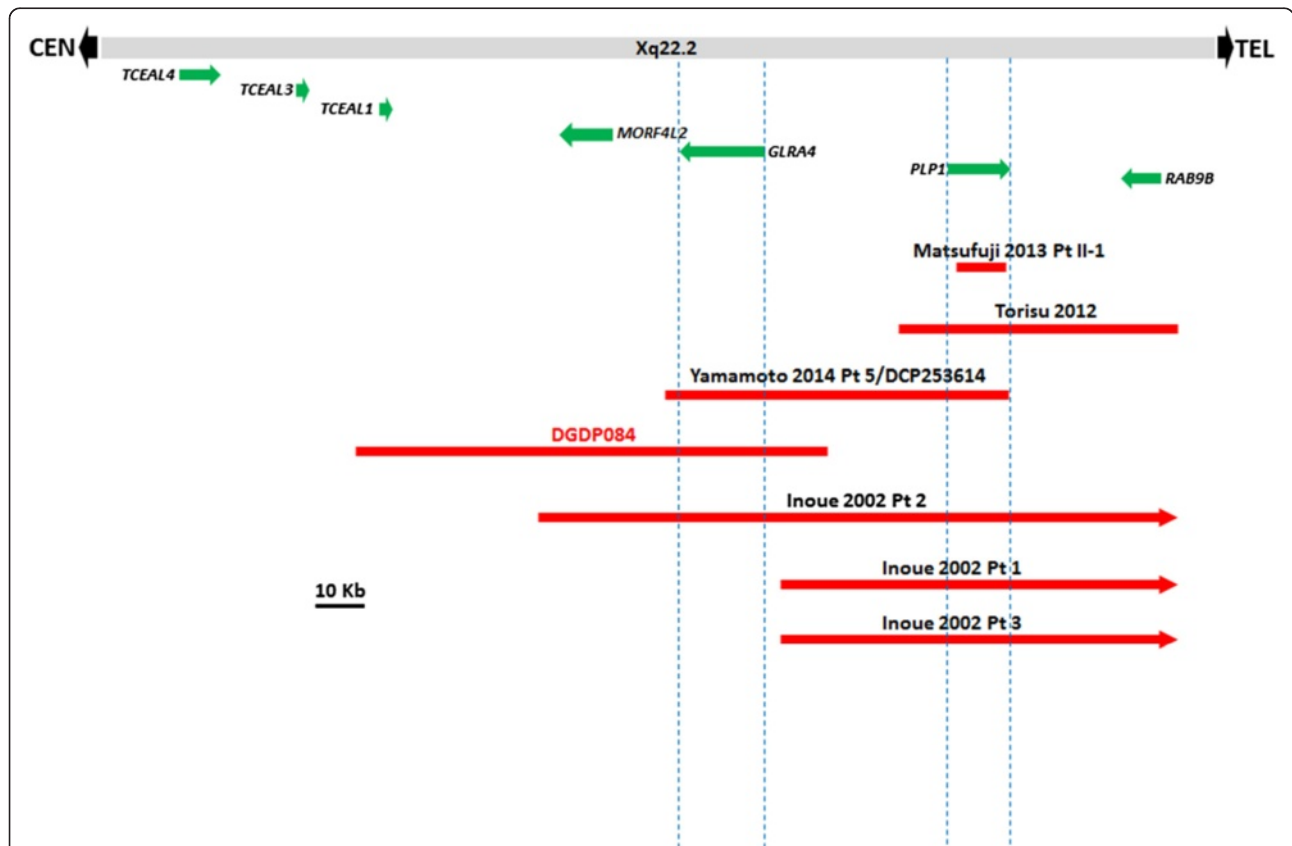 CEN Xq22.2 TEL
TCEAL4
TCEAL3
TCEAL1
MORF4L2
GLRA4
PLP1
RAB9B
Matsufuji 2013 Pt II-1
Torisu 2012
Yamamoto 2014 Pt 5/DCP253614
DGDP084
Inoue 2002 Pt 2
Inoue 2002 Pt 1
10 Kb
Inoue 2002 Pt 3